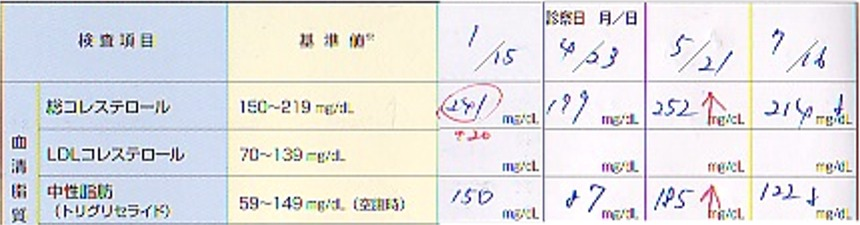 検査項目 基準値※ 1/15 診察日 月/日 4/23 5/21 7/16
血清脂質
総コレステロール 150〜219 mg/dL 241 mg/dL 199 mg/dL 252 ↑ mg/dL 214 ↓ mg/dL
↑20
LDLコレステロール 70〜139 mg/dL mg/dL mg/dL mg/dL mg/dL
中性脂肪 59〜149 mg/dL (空腹時) 150 mg/dL 87 mg/dL 185 ↑ mg/dL 122 ↓ mg/dL
(トリグリセライド)